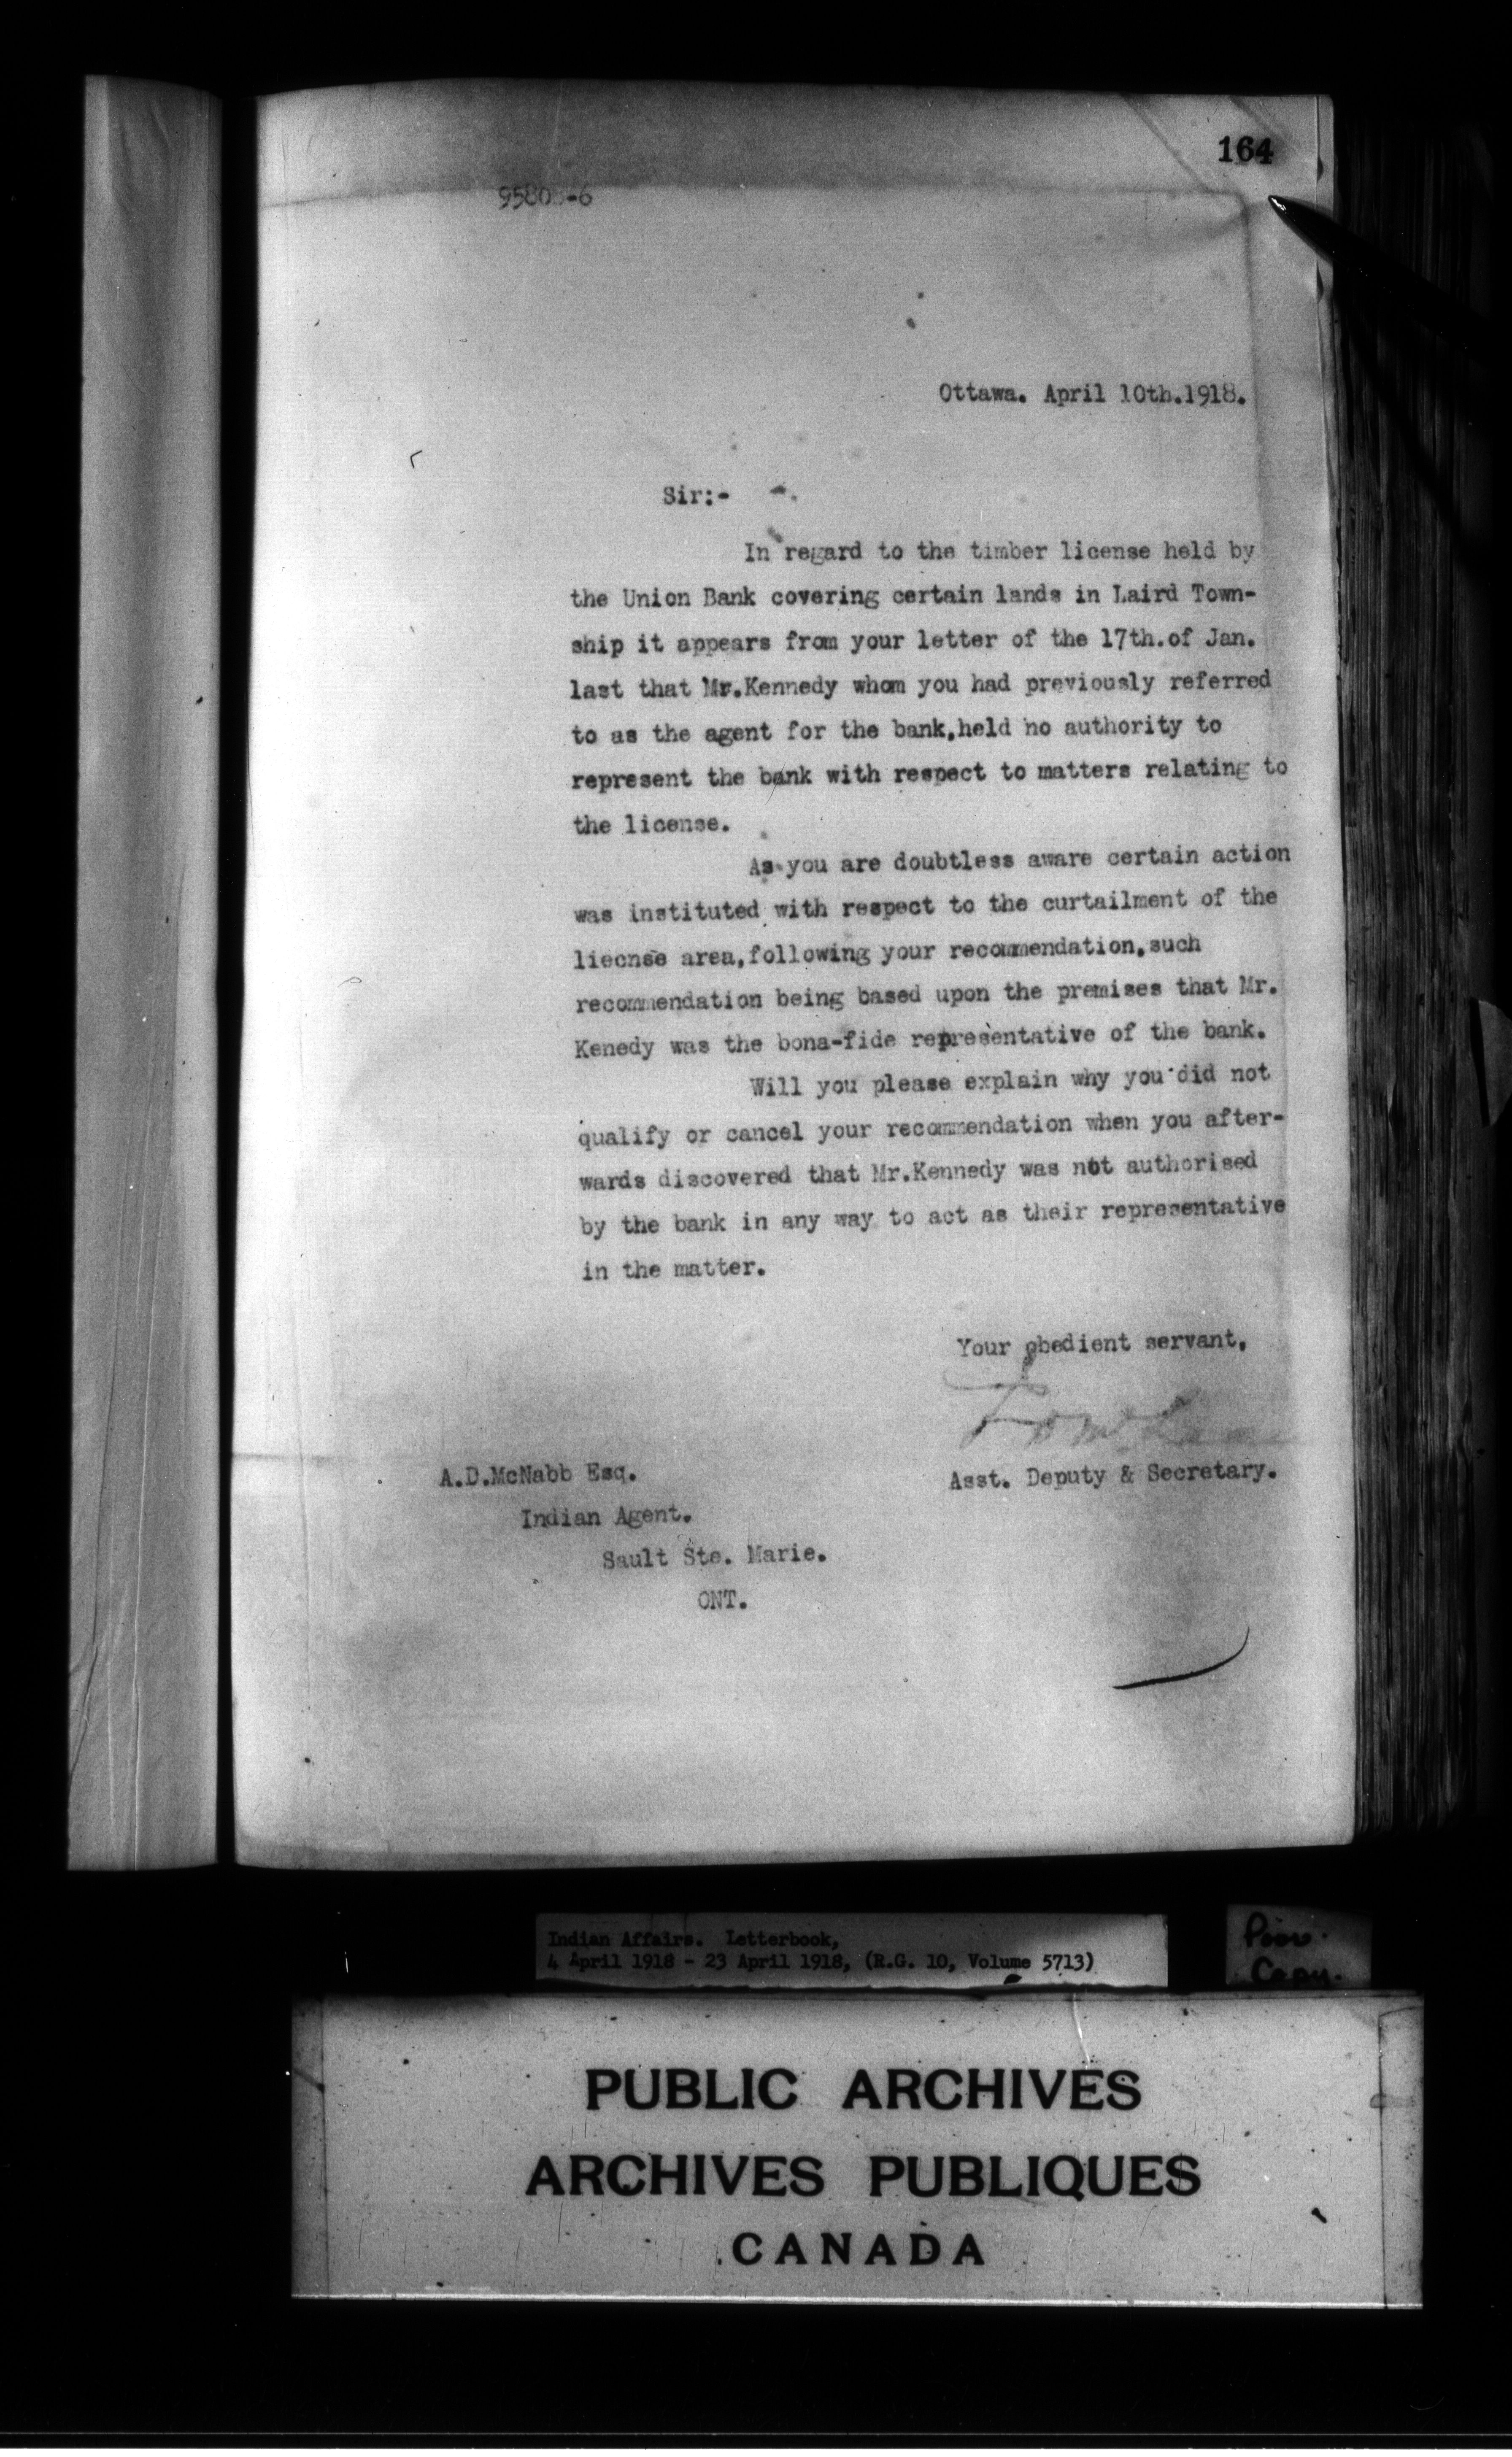 164
Ottawa. April 10th.1918.
Sir:-
In regard to the timber license held by
the Union Bank covering certain lands in Laird Town-
ship it appears from your letter of the 17th.of Jan.
last that Mr.Kennedy whom you had previously referred
to as the agent for the bank,held no authority to
represent the bank with respect to matters relating to
the license.
As you are doubtless aware certain action
was instituted with respect to the curtailment of the
liecnse area,following your recommendation,such
recommendation being based upon the premises that Mr.
Kenedy was the bona-fide representative of the bank.
Will you please explain why you did not
qualify or cancel your recommendation when you after-
wards discovered that Mr.Kennedy was not authorised
by the bank in any way to act as their representative
in the matter.
Your obedient servant,
Asst. Deputy & Secretary.
A.D.McNabb Esq.
Indian Agent.
Sault Ste. Marie.
ONT.
Indian Affairs. Letterbook,
4 April 1918 - 23 April 1918, (R.G. 10, Volume 5713)
Poor
Copy.
PUBLIC ARCHIVES
ARCHIVES PUBLIQUES
CANADA